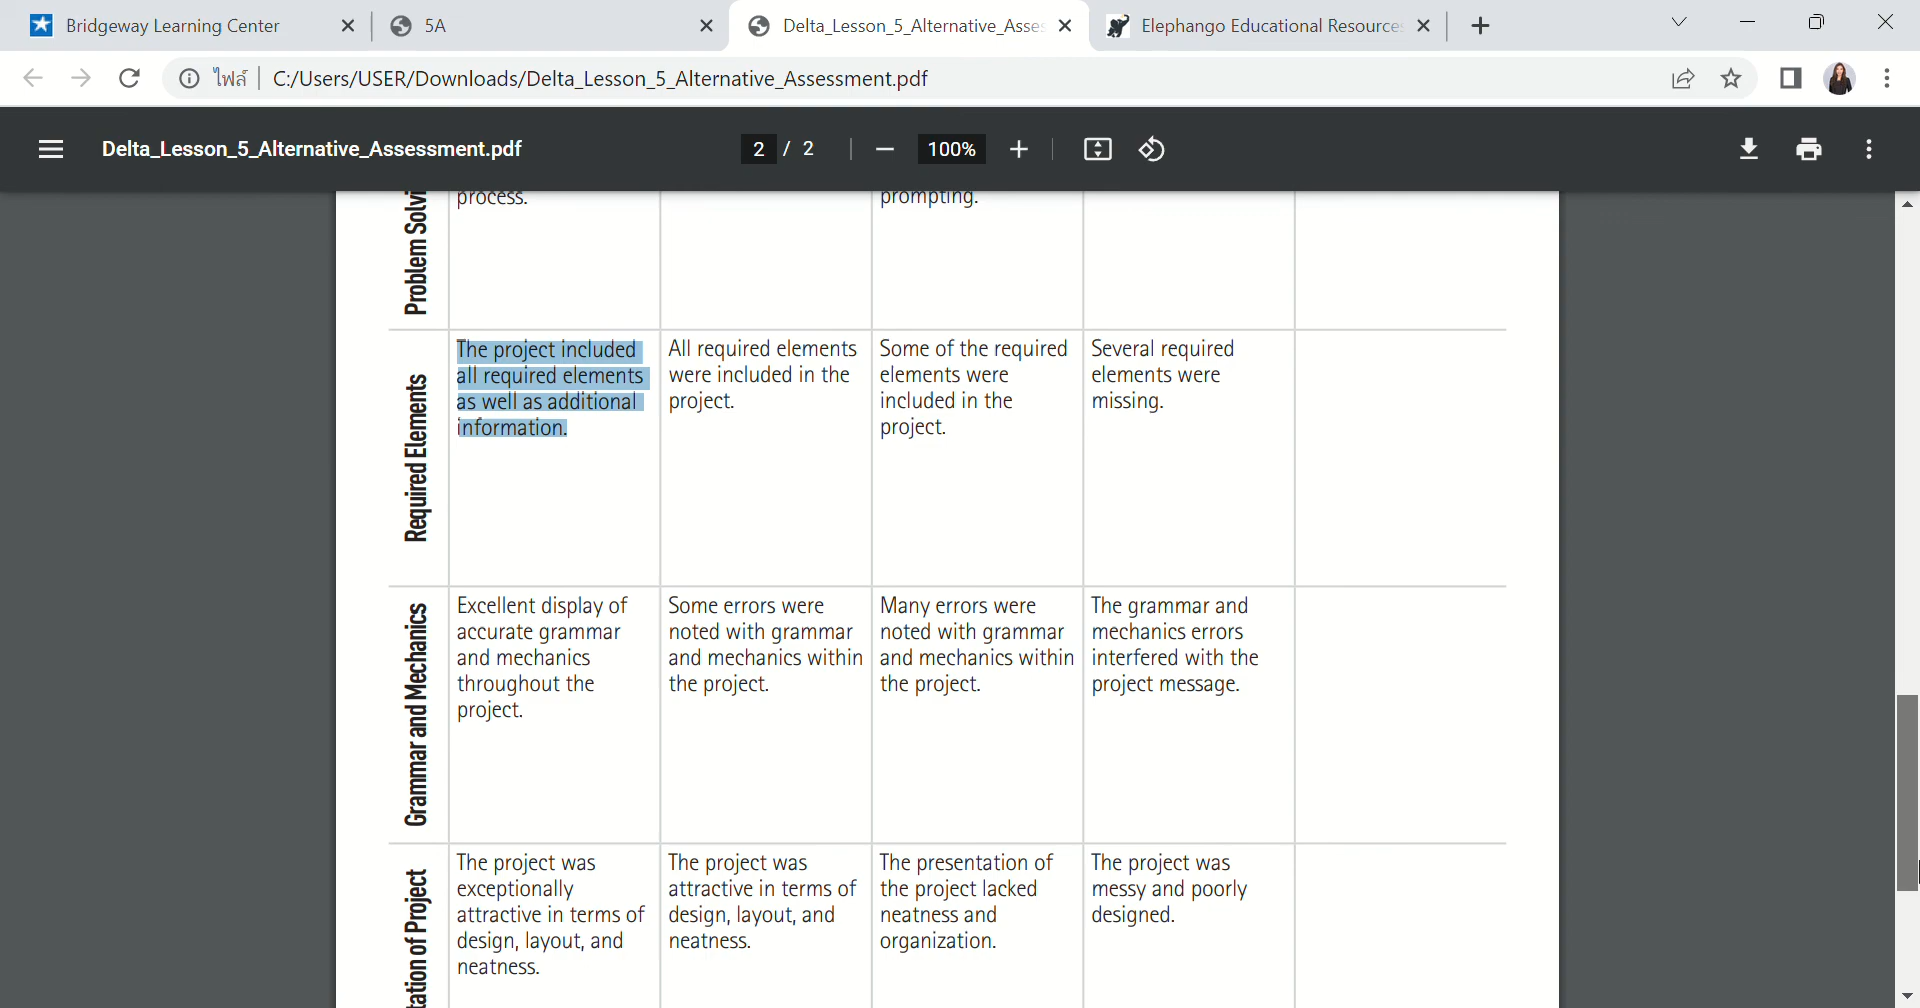 Bridgeway Learning Center
5A
Delta_Lesson_5_Alternative_Asses
Elephango Educational Resources
ไฟล์
C:/Users/USER/Downloads/Delta_Lesson_5_Alternative_Assessment.pdf
Delta_Lesson_5_Alternative_Assessment.pdf
2 / 2
100%
Problem Solvi
process.
prompting.
Required Elements
The project included
all required elements
as well as additional
information.
All required elements
were included in the
project.
Some of the required
elements were
included in the
project.
Several required
elements were
missing.
Grammar and Mechanics
Excellent display of
accurate grammar
and mechanics
throughout the
project.
Some errors were
noted with grammar
and mechanics within
the project.
Many errors were
noted with grammar
and mechanics within
the project.
The grammar and
mechanics errors
interfered with the
project message.
tation of Project
The project was
exceptionally
attractive in terms of
design, layout, and
neatness.
The project was
attractive in terms of
design, layout, and
neatness.
The presentation of
the project lacked
neatness and
organization.
The project was
messy and poorly
designed.